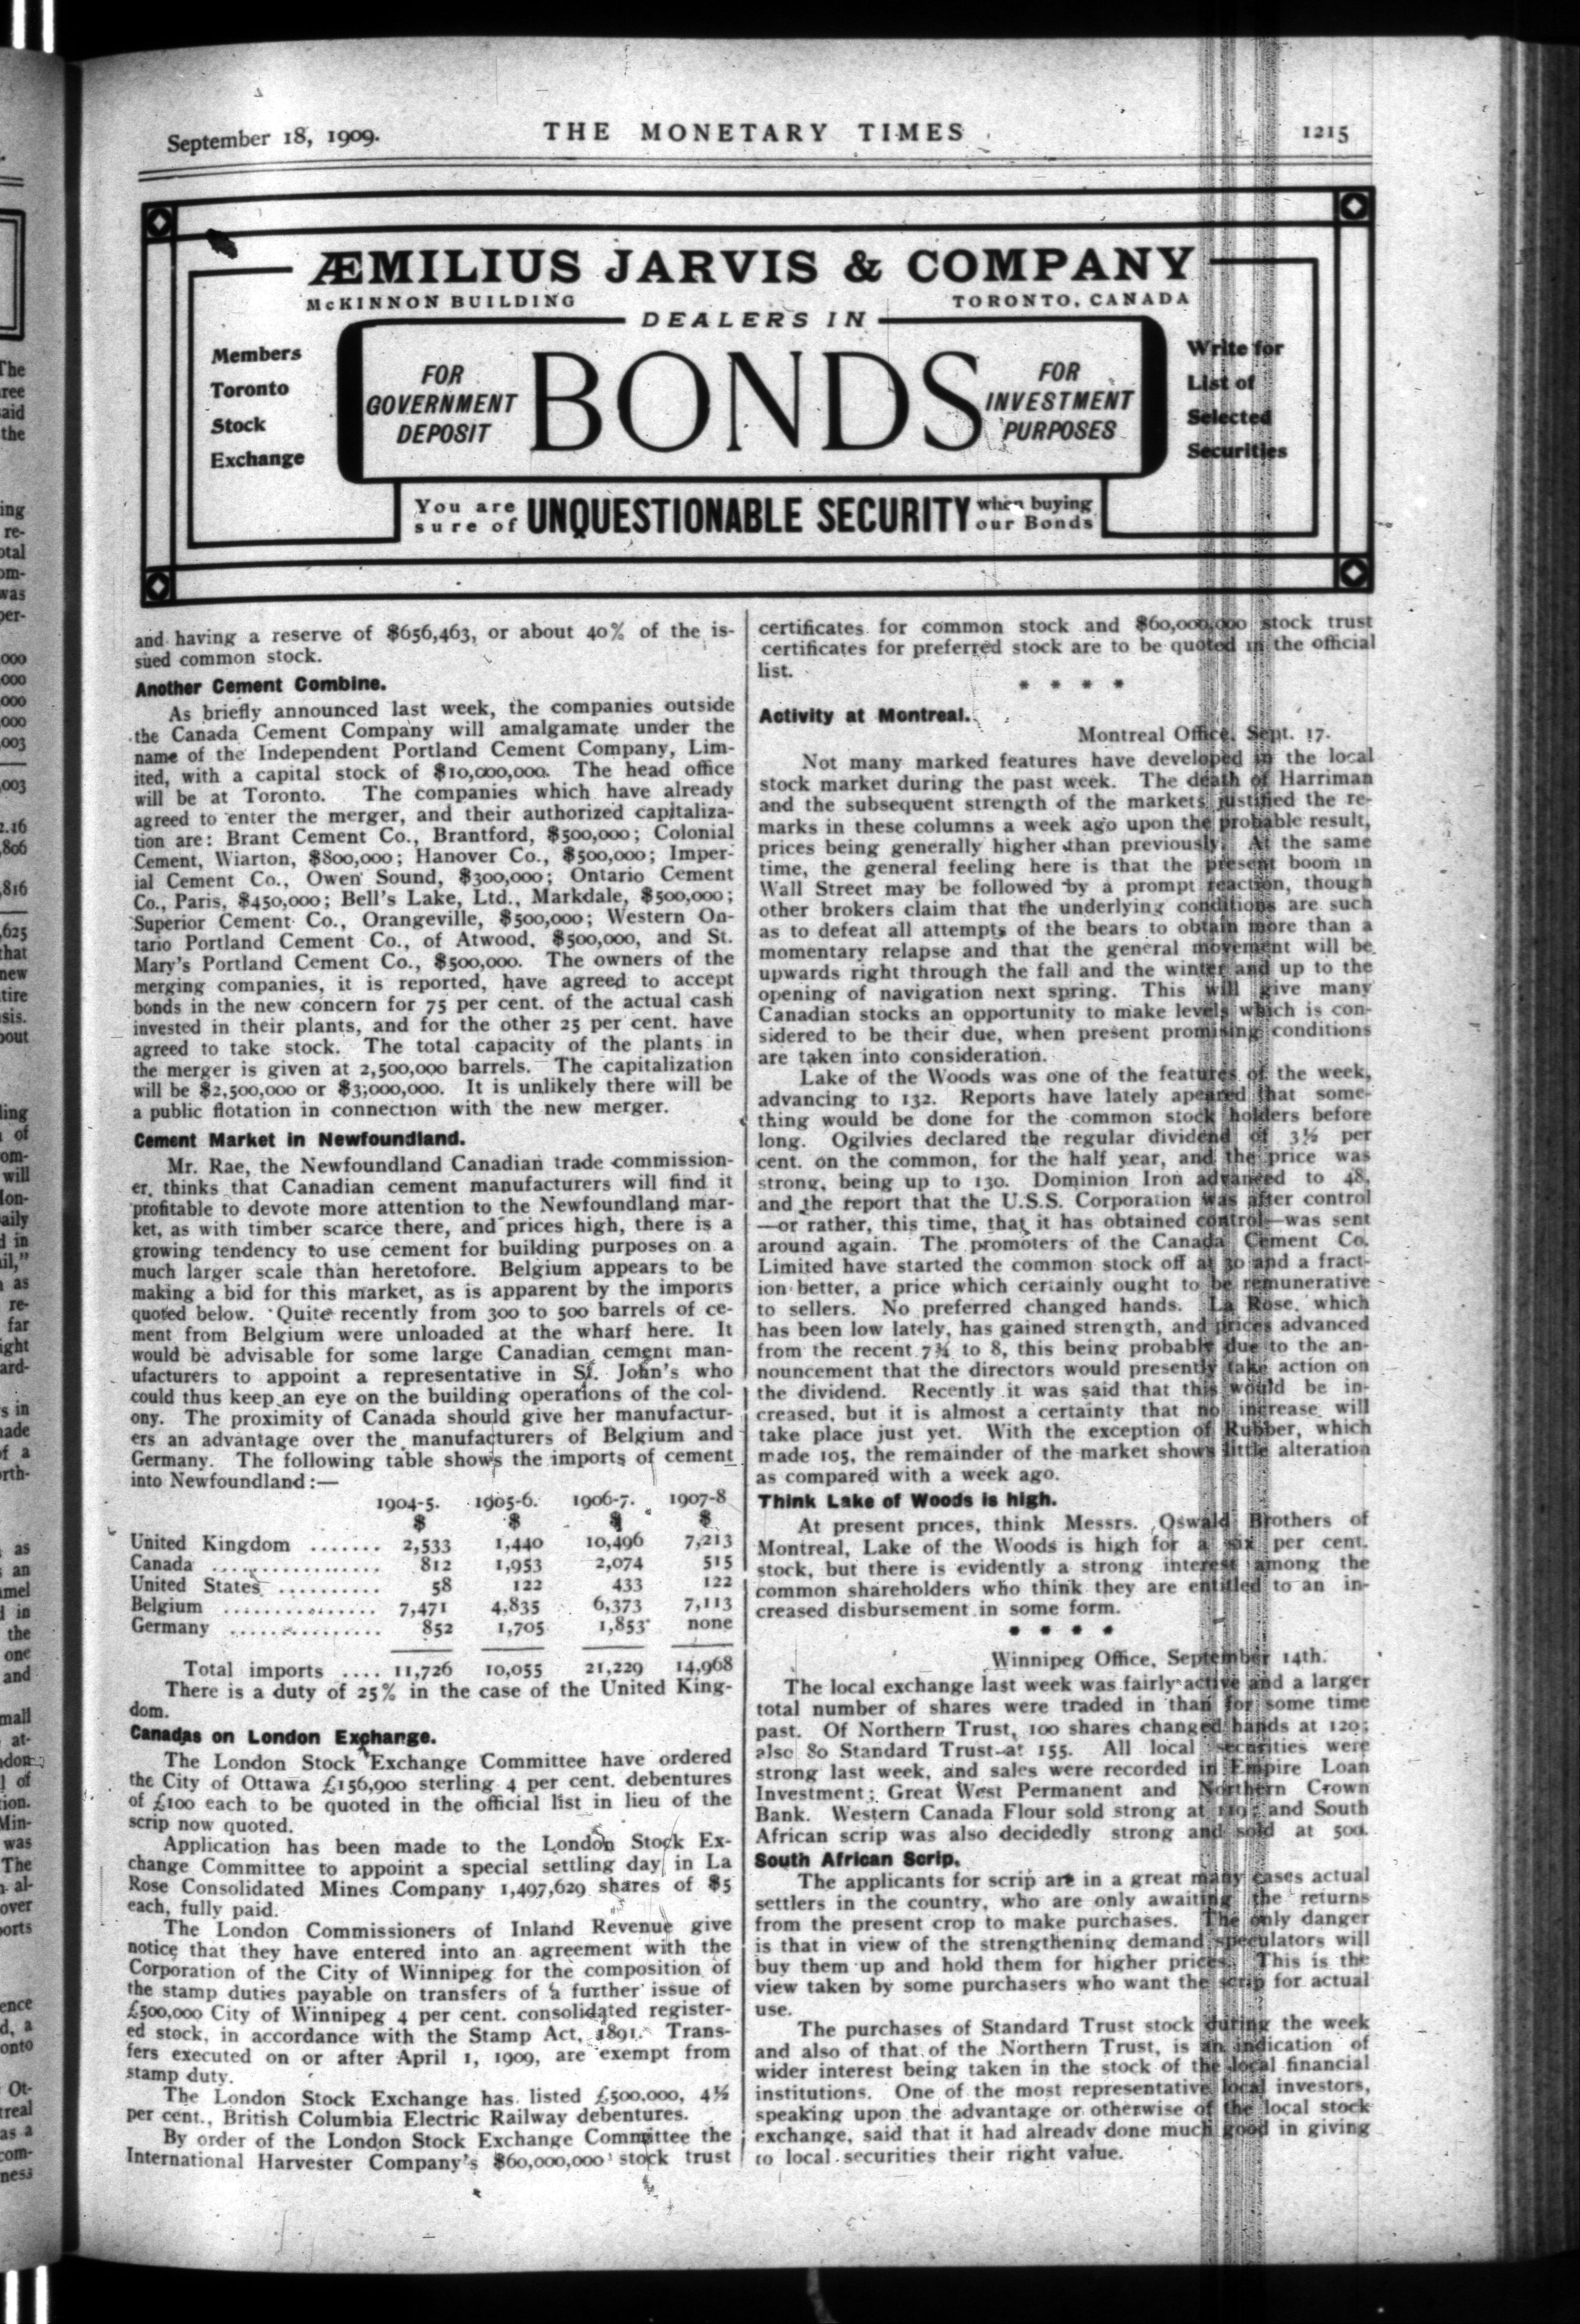 September 18, 1909.
THE MONETARY TIMES
1215
ÆMILIUS JARVIS & COMPANY
McKINNON BUILDING
TORONTO, CANADA
DEALERS IN
Members
Toronto
Stock
Exchange
FOR
GOVERNMENT
DEPOSIT
BONDS
FOR
INVESTMENT
PURPOSES
Write for
List of
Selected
Securities
You are
sure of
UNQUESTIONABLE SECURITY
when buying
our Bonds
and having a reserve of $656,463, or about 40% of the is-
sued common stock.
Another Cement Combine.
As briefly announced last week, the companies outside
the Canada Cement Company will amalgamate under the
name of the Independent Portland Cement Company, Lim-
ited, with a capital stock of $10,000,000. The head office
will be at Toronto. The companies which have already
agreed to enter the merger, and their authorized capitaliza-
tion are: Brant Cement Co., Brantford, $500,000; Colonial
Cement, Wiarton, $800,000; Hanover Co., $500,000; Imper-
ial Cement Co., Owen Sound, $300,000; Ontario Cement
Co., Paris, $450,000; Bell's Lake, Ltd., Markdale, $500,000;
Superior Cement Co., Orangeville, $500,000; Western On-
tario Portland Cement Co., of Atwood, $500,000, and St.
Mary's Portland Cement Co., $500,000. The owners of the
merging companies, it is reported, have agreed to accept
bonds in the new concern for 75 per cent. of the actual cash
invested in their plants, and for the other 25 per cent. have
agreed to take stock. The total capacity of the plants in
the merger is given at 2,500,000 barrels. The capitalization
will be $2,500,000 or $3,000,000. It is unlikely there will be
a public flotation in connection with the new merger.
Cement Market in Newfoundland.
Mr. Rae, the Newfoundland Canadian trade commission-
er, thinks that Canadian cement manufacturers will find it
profitable to devote more attention to the Newfoundland mar-
ket, as with timber scarce there, and prices high, there is a
growing tendency to use cement for building purposes on a
much larger scale than heretofore. Belgium appears to be
making a bid for this market, as is apparent by the imports
quoted below. Quite recently from 300 to 500 barrels of ce-
ment from Belgium were unloaded at the wharf here. It
would be advisable for some large Canadian cement man-
ufacturers to appoint a representative in St. John's who
could thus keep an eye on the building operations of the col-
ony. The proximity of Canada should give her manufactur-
ers an advantage over the manufacturers of Belgium and
Germany. The following table shows the imports of cement
into Newfoundland:—
1904-5. 1905-6. 1906-7. 1907-8
$ $ $ $
United Kingdom ....... 2,533 1,440 10,496 7,213
Canada ................ 812 1,953 2,074 515
United States .......... 58 122 433 122
Belgium ............... 7,471 4,835 6,373 7,113
Germany ............... 852 1,705 1,853 none
Total imports .... 11,726 10,055 21,229 14,968
There is a duty of 25% in the case of the United King-
dom.
Canadas on London Exchange.
The London Stock Exchange Committee have ordered
the City of Ottawa £156,900 sterling 4 per cent. debentures
of £100 each to be quoted in the official list in lieu of the
scrip now quoted.
Application has been made to the London Stock Ex-
change Committee to appoint a special settling day in La
Rose Consolidated Mines Company 1,497,629 shares of $5
each, fully paid.
The London Commissioners of Inland Revenue give
notice that they have entered into an agreement with the
Corporation of the City of Winnipeg for the composition of
the stamp duties payable on transfers of a further issue of
£500,000 City of Winnipeg 4 per cent. consolidated register-
ed stock, in accordance with the Stamp Act, 1891. Trans-
fers executed on or after April 1, 1909, are exempt from
stamp duty.
The London Stock Exchange has listed £500,000, 4½
per cent., British Columbia Electric Railway debentures.
By order of the London Stock Exchange Committee the
International Harvester Company's $60,000,000 stock trust
certificates for common stock and $60,000,000 stock trust
certificates for preferred stock are to be quoted in the official
list.
* * * *
Activity at Montreal.
Montreal Office, Sept. 17.
Not many marked features have developed in the local
stock market during the past week. The death of Harriman
and the subsequent strength of the markets justified the re-
marks in these columns a week ago upon the probable result,
prices being generally higher than previously. At the same
time, the general feeling here is that the present boom in
Wall Street may be followed by a prompt reaction, though
other brokers claim that the underlying conditions are such
as to defeat all attempts of the bears to obtain more than a
momentary relapse and that the general movement will be
upwards right through the fall and the winter and up to the
opening of navigation next spring. This will give many
Canadian stocks an opportunity to make levels which is con-
sidered to be their due, when present promising conditions
are taken into consideration.
Lake of the Woods was one of the features of the week,
advancing to 132. Reports have lately apeared that some-
thing would be done for the common stock holders before
long. Ogilvies declared the regular dividend of 3½ per
cent. on the common, for the half year, and the price was
strong, being up to 130. Dominion Iron advanced to 48,
and the report that the U.S.S. Corporation was after control
—or rather, this time, that it has obtained control—was sent
around again. The promoters of the Canada Cement Co.
Limited have started the common stock off at 30 and a fract-
ion better, a price which certainly ought to be remunerative
to sellers. No preferred changed hands. La Rose, which
has been low lately, has gained strength, and prices advanced
from the recent 7¾ to 8, this being probably due to the an-
nouncement that the directors would presently take action on
the dividend. Recently it was said that this would be in-
creased, but it is almost a certainty that no increase will
take place just yet. With the exception of Rubber, which
made 105, the remainder of the market shows little alteration
as compared with a week ago.
Think Lake of Woods is high.
At present prices, think Messrs. Oswald Brothers of
Montreal, Lake of the Woods is high for a six per cent.
stock, but there is evidently a strong interest among the
common shareholders who think they are entitled to an in-
creased disbursement in some form.
* * * *
Winnipeg Office, September 14th.
The local exchange last week was fairly active and a larger
total number of shares were traded in than for some time
past. Of Northern Trust, 100 shares changed hands at 120;
also 80 Standard Trust at 155. All local securities were
strong last week, and sales were recorded in Empire Loan
Investment; Great West Permanent and Northern Crown
Bank. Western Canada Flour sold strong at and South
African scrip was also decidedly strong and sold at 500.
South African Scrip.
The applicants for scrip are in a great many cases actual
settlers in the country, who are only awaiting the returns
from the present crop to make purchases. The only danger
is that in view of the strengthening demand speculators will
buy them up and hold them for higher prices. This is the
view taken by some purchasers who want the scrip for actual
use.
The purchases of Standard Trust stock during the week
and also of that of the Northern Trust, is an indication of
wider interest being taken in the stock of the local financial
institutions. One of the most representative local investors,
speaking upon the advantage or otherwise of the local stock
exchange, said that it had already done much good in giving
to local securities their right value.